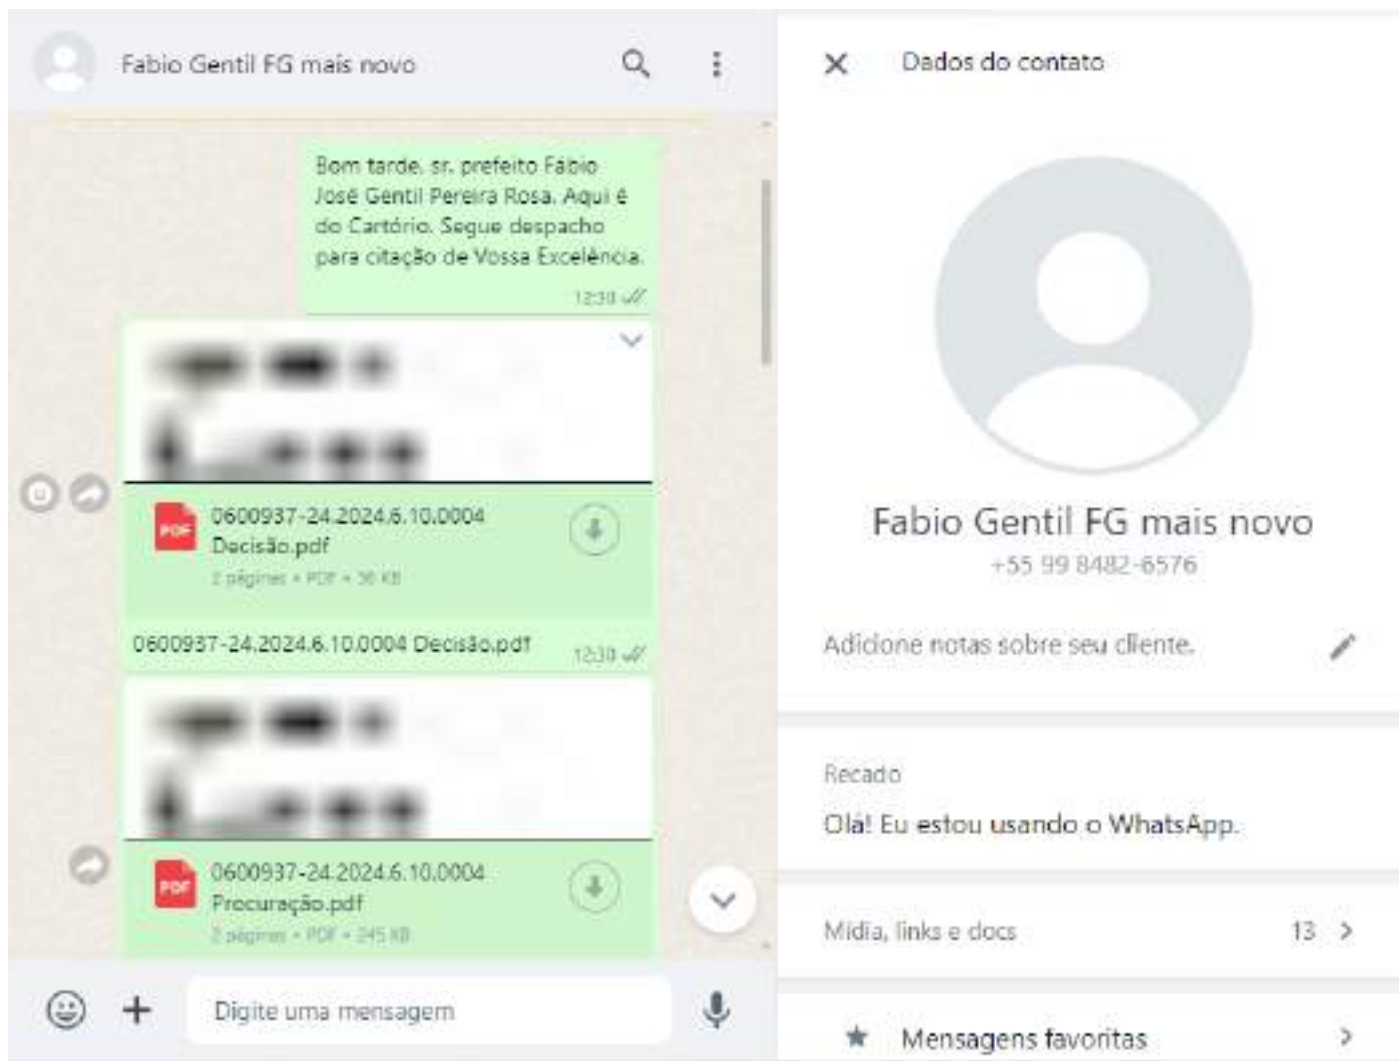 Fabio Gentil FG mais novo
Bom tarde, sr. prefeito Fábio
José Gentil Pereira Rosa. Aqui é
do Cartório. Segue despacho
para citação de Vossa Excelência.
12:30
PDF
0600937-24.2024.6.10.0004
Decisão.pdf
2 páginas • PDF • 36 KB
0600937-24.2024.6.10.0004 Decisão.pdf
12:30
PDF
0600937-24.2024.6.10.0004
Procuração.pdf
2 páginas • PDF • 245 KB
Digite uma mensagem
Dados do contato
Fabio Gentil FG mais novo
+55 99 8482-6576
Adicione notas sobre seu cliente.
Recado
Olá! Eu estou usando o WhatsApp.
Mídia, links e docs
13
Mensagens favoritas